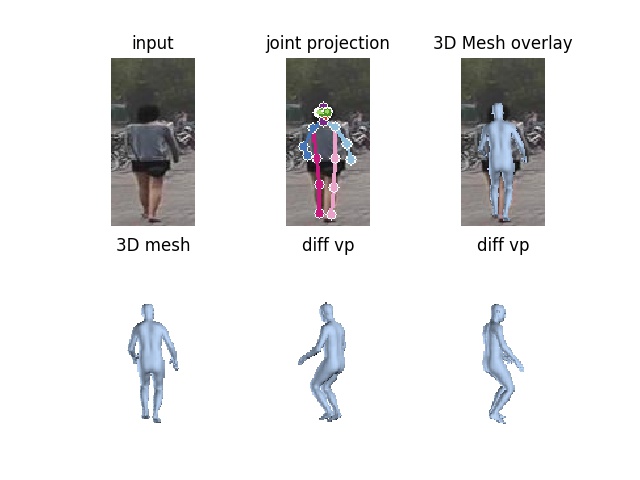 input
joint projection
3D Mesh overlay
3D mesh
diff vp
diff vp